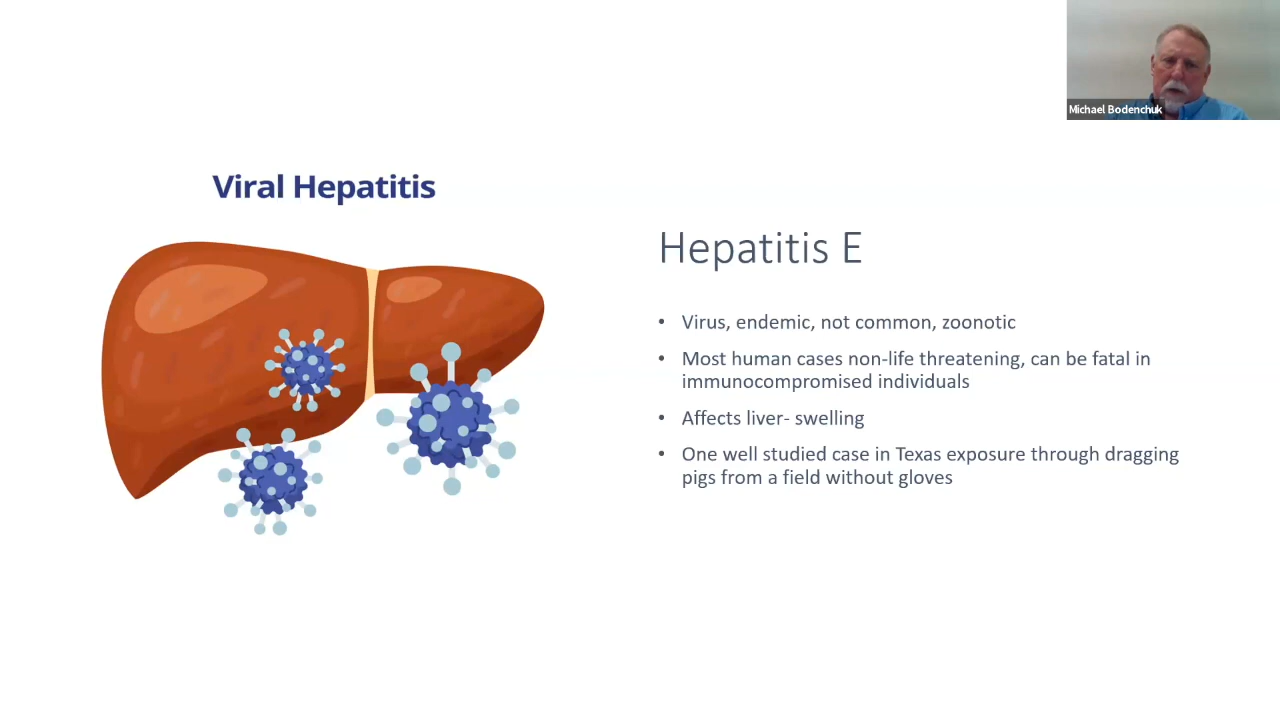 Michael Bodenchuk
Viral Hepatitis
Hepatitis E
• Virus, endemic, not common, zoonotic
• Most human cases non-life threatening, can be fatal in
immunocompromised individuals
• Affects liver- swelling
• One well studied case in Texas exposure through dragging
pigs from a field without gloves